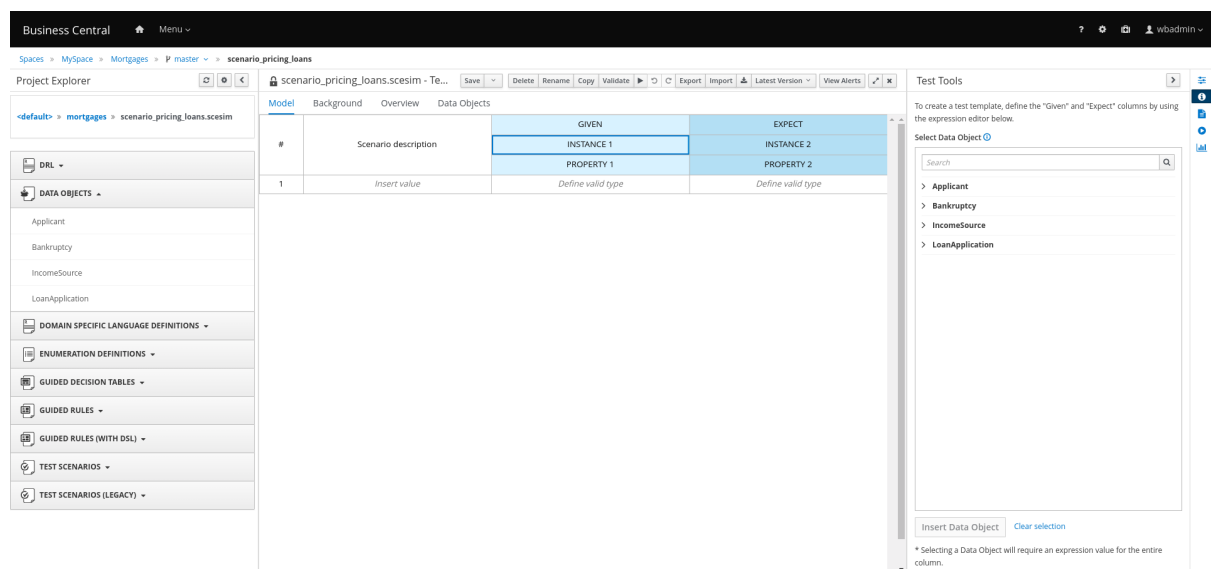 Business Central Menu ? wbadmin
Spaces » MySpace » Mortgages » master » scenario_pricing_loans
Project Explorer
<default> » mortgages » scenario_pricing_loans.scesim
DRL
DATA OBJECTS
Applicant
Bankruptcy
IncomeSource
LoanApplication
DOMAIN SPECIFIC LANGUAGE DEFINITIONS
ENUMERATION DEFINITIONS
GUIDED DECISION TABLES
GUIDED RULES
GUIDED RULES (WITH DSL)
TEST SCENARIOS
TEST SCENARIOS (LEGACY)
scenario_pricing_loans.scesim - Te... Save Delete Rename Copy Validate Export Import Latest Version View Alerts
Model Background Overview Data Objects
# Scenario description GIVEN EXPECT
INSTANCE 1 INSTANCE 2
PROPERTY 1 PROPERTY 2
1 Insert value Define valid type Define valid type
Test Tools
To create a test template, define the "Given" and "Expect" columns by using
the expression editor below.
Select Data Object
Search
Applicant
Bankruptcy
IncomeSource
LoanApplication
Insert Data Object Clear selection
* Selecting a Data Object will require an expression value for the entire
column.